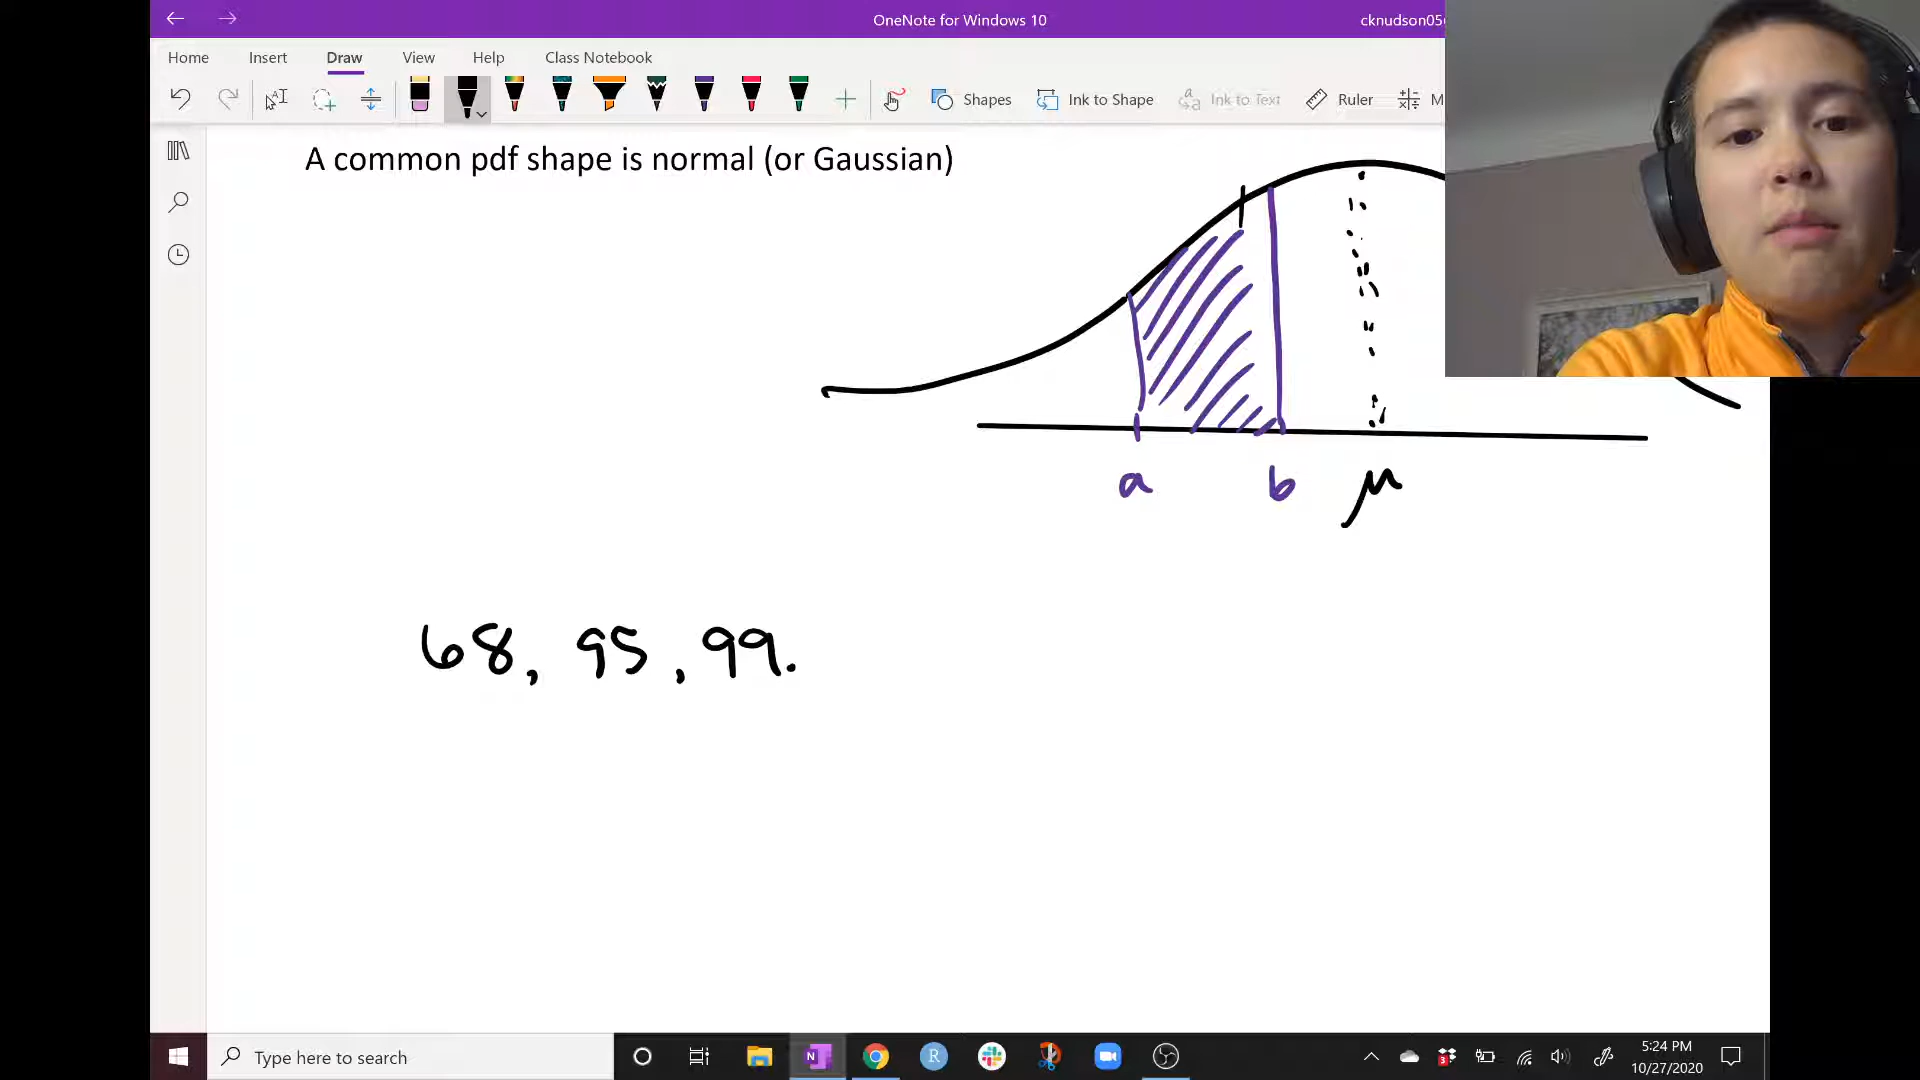 OneNote for Windows 10
cknudson05
Home Insert Draw View Help Class Notebook
Shapes Ink to Shape Ink to Text Ruler M
A common pdf shape is normal (or Gaussian)
a b μ
68, 95, 99.
Type here to search
5:24 PM
10/27/2020